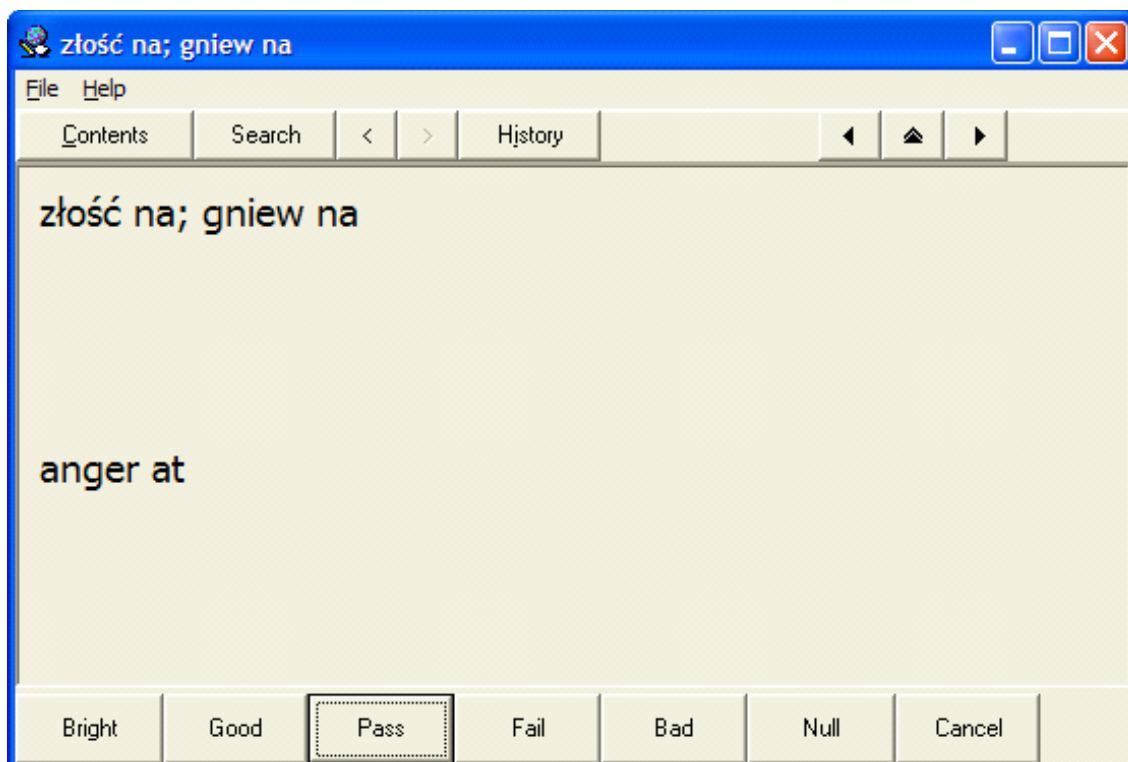 złość na; gniew na
File Help
Contents Search < > History
złość na; gniew na
anger at
Bright Good Pass Fail Bad Null Cancel